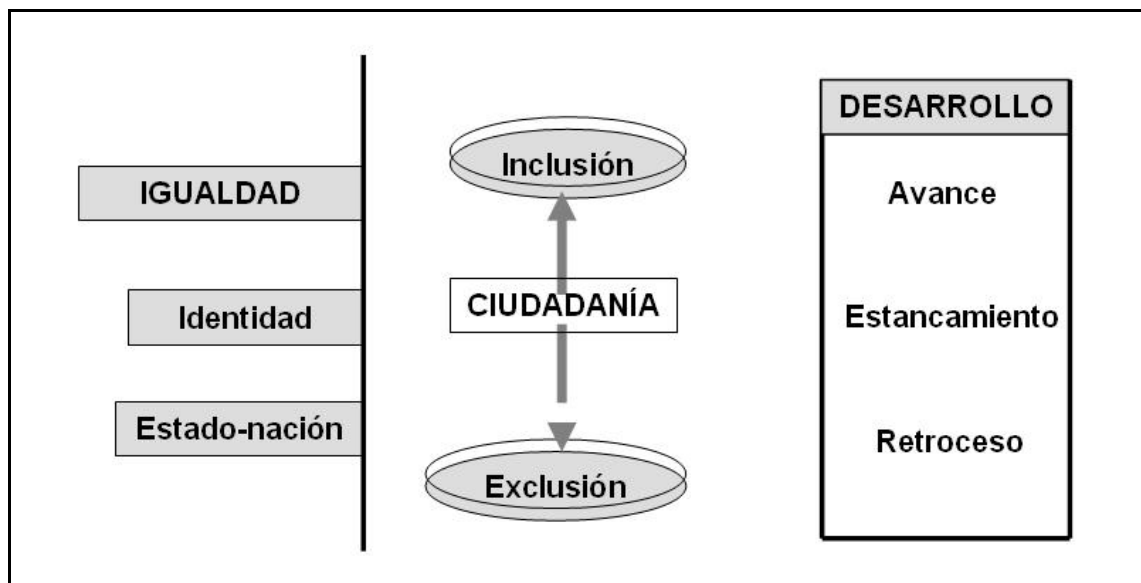 IGUALDAD
Identidad
Estado-nación
Inclusión
CIUDADANÍA
Exclusión
DESARROLLO
Avance
Estancamiento
Retroceso